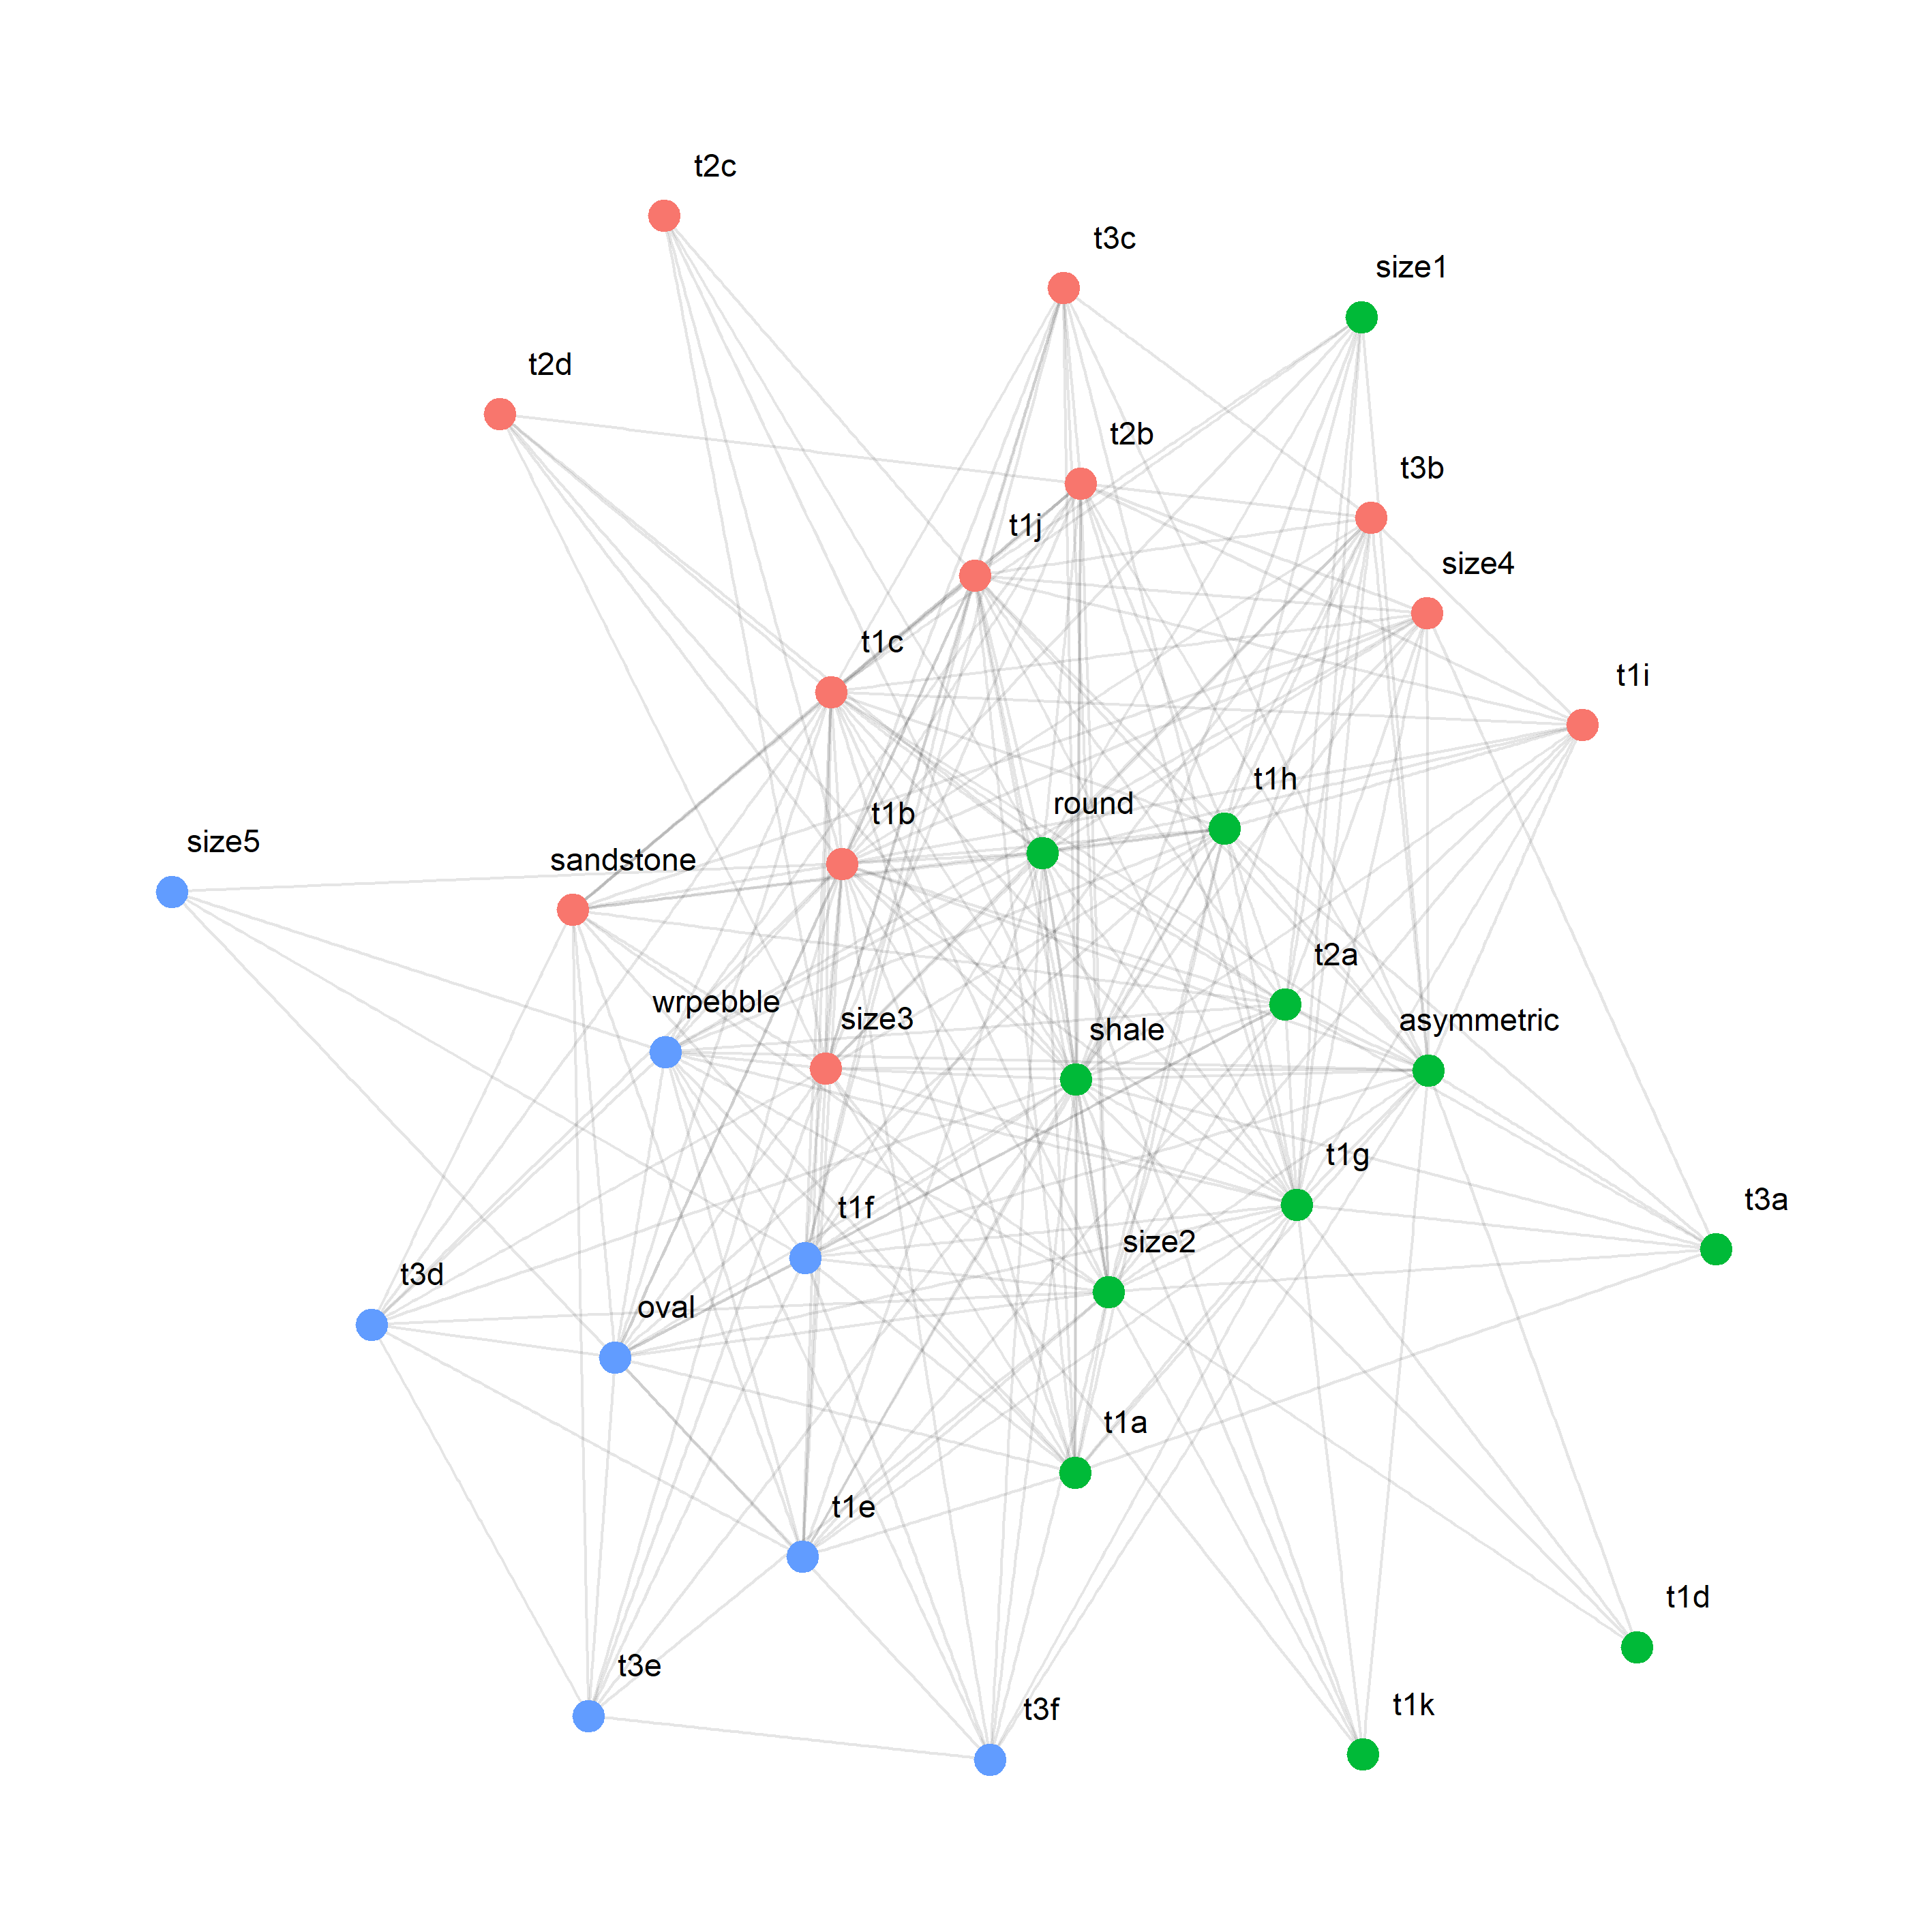 t2c
t3c
size1
t2d
t2b
t3b
t1j
size4
t1c
t1i
t1h
round
t1b
size5
sandstone
t2a
wrpebble
size3
shale
asymmetric
t1g
t3a
t1f
size2
t3d
oval
t1a
t1e
t1d
t3e
t1k
t3f